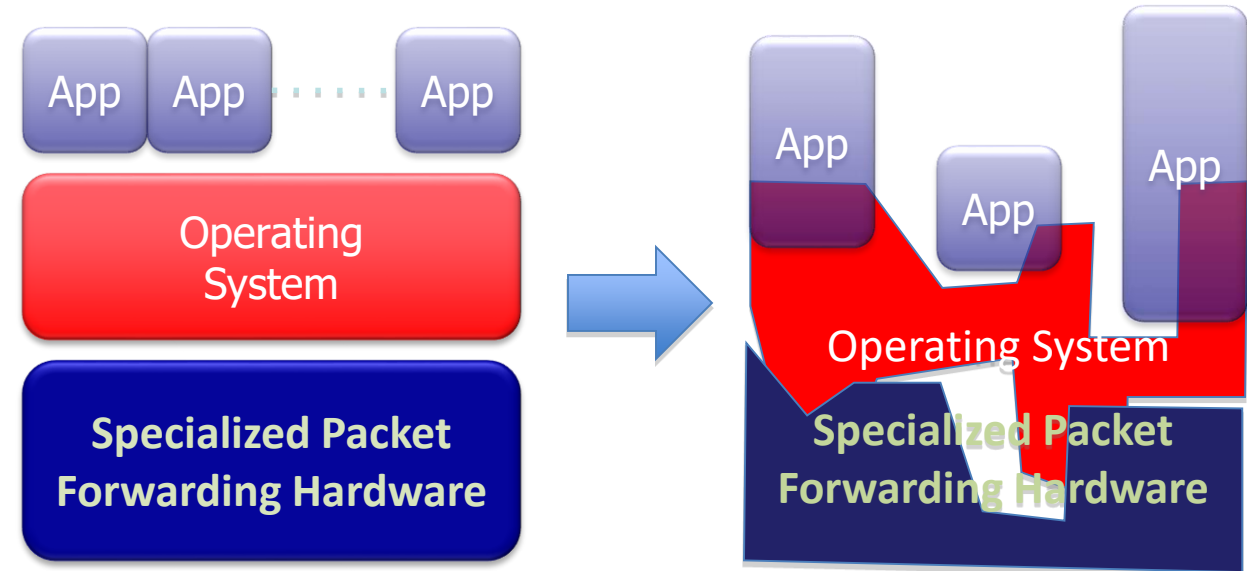 App App App
Operating
System
Specialized Packet
Forwarding Hardware
App
App
App
Operating System
Specialized Packet
Forwarding Hardware